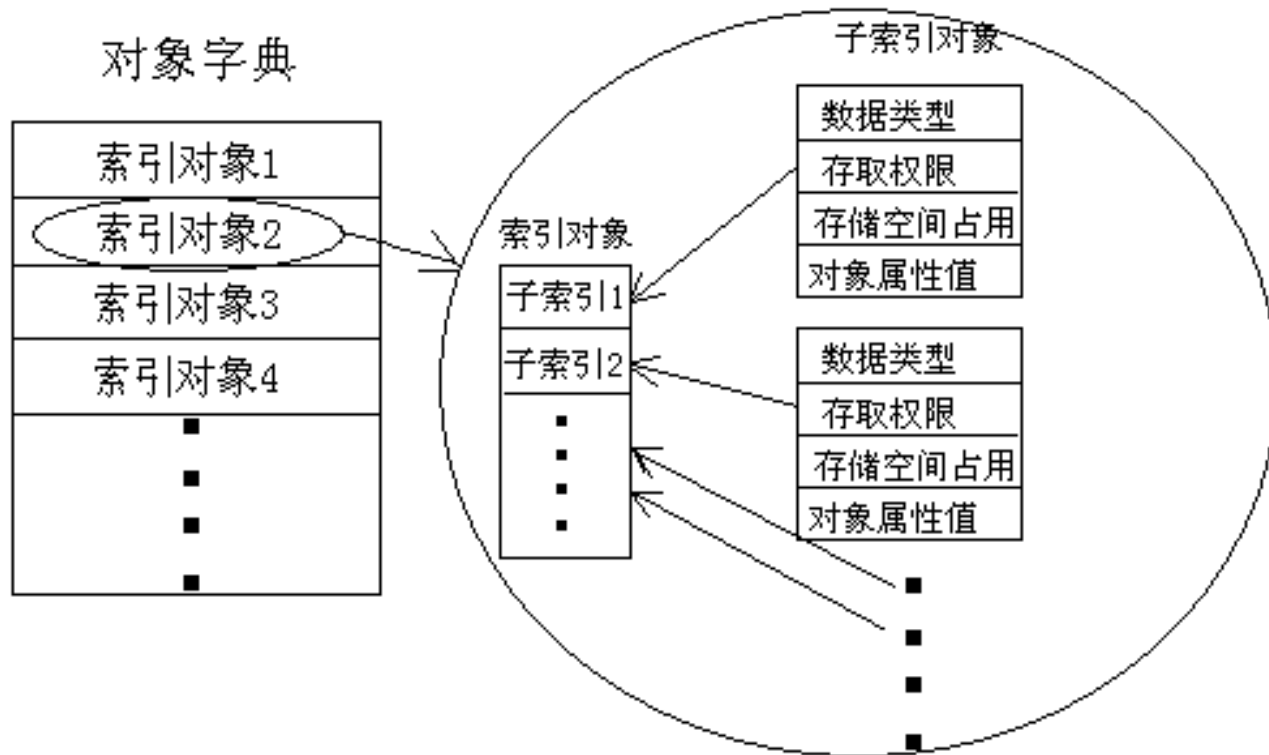 对象字典
索引对象1
索引对象2
索引对象3
索引对象4
子索引对象
索引对象
子索引1
子索引2
数据类型
存取权限
存储空间占用
对象属性值
数据类型
存取权限
存储空间占用
对象属性值